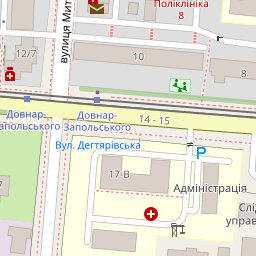 Поліклініка
8
вулиця Мит
10
12/7
8
Довнар-
Запольського
Довнар-
Запольського
14 - 15
Вул. Дегтярівська
P
17-В
Адміністрація
Слі
управ